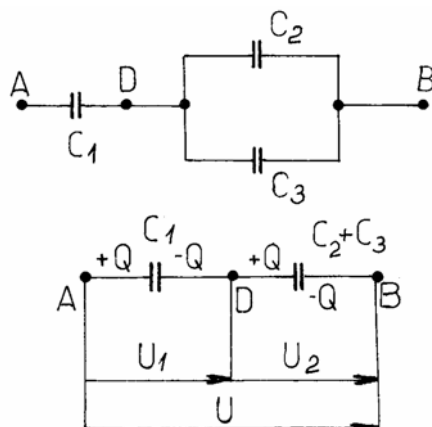 C₂
A D B
C₁
C₃
C₁ C₂+C₃
+Q -Q +Q -Q
A D B
U₁ U₂
U